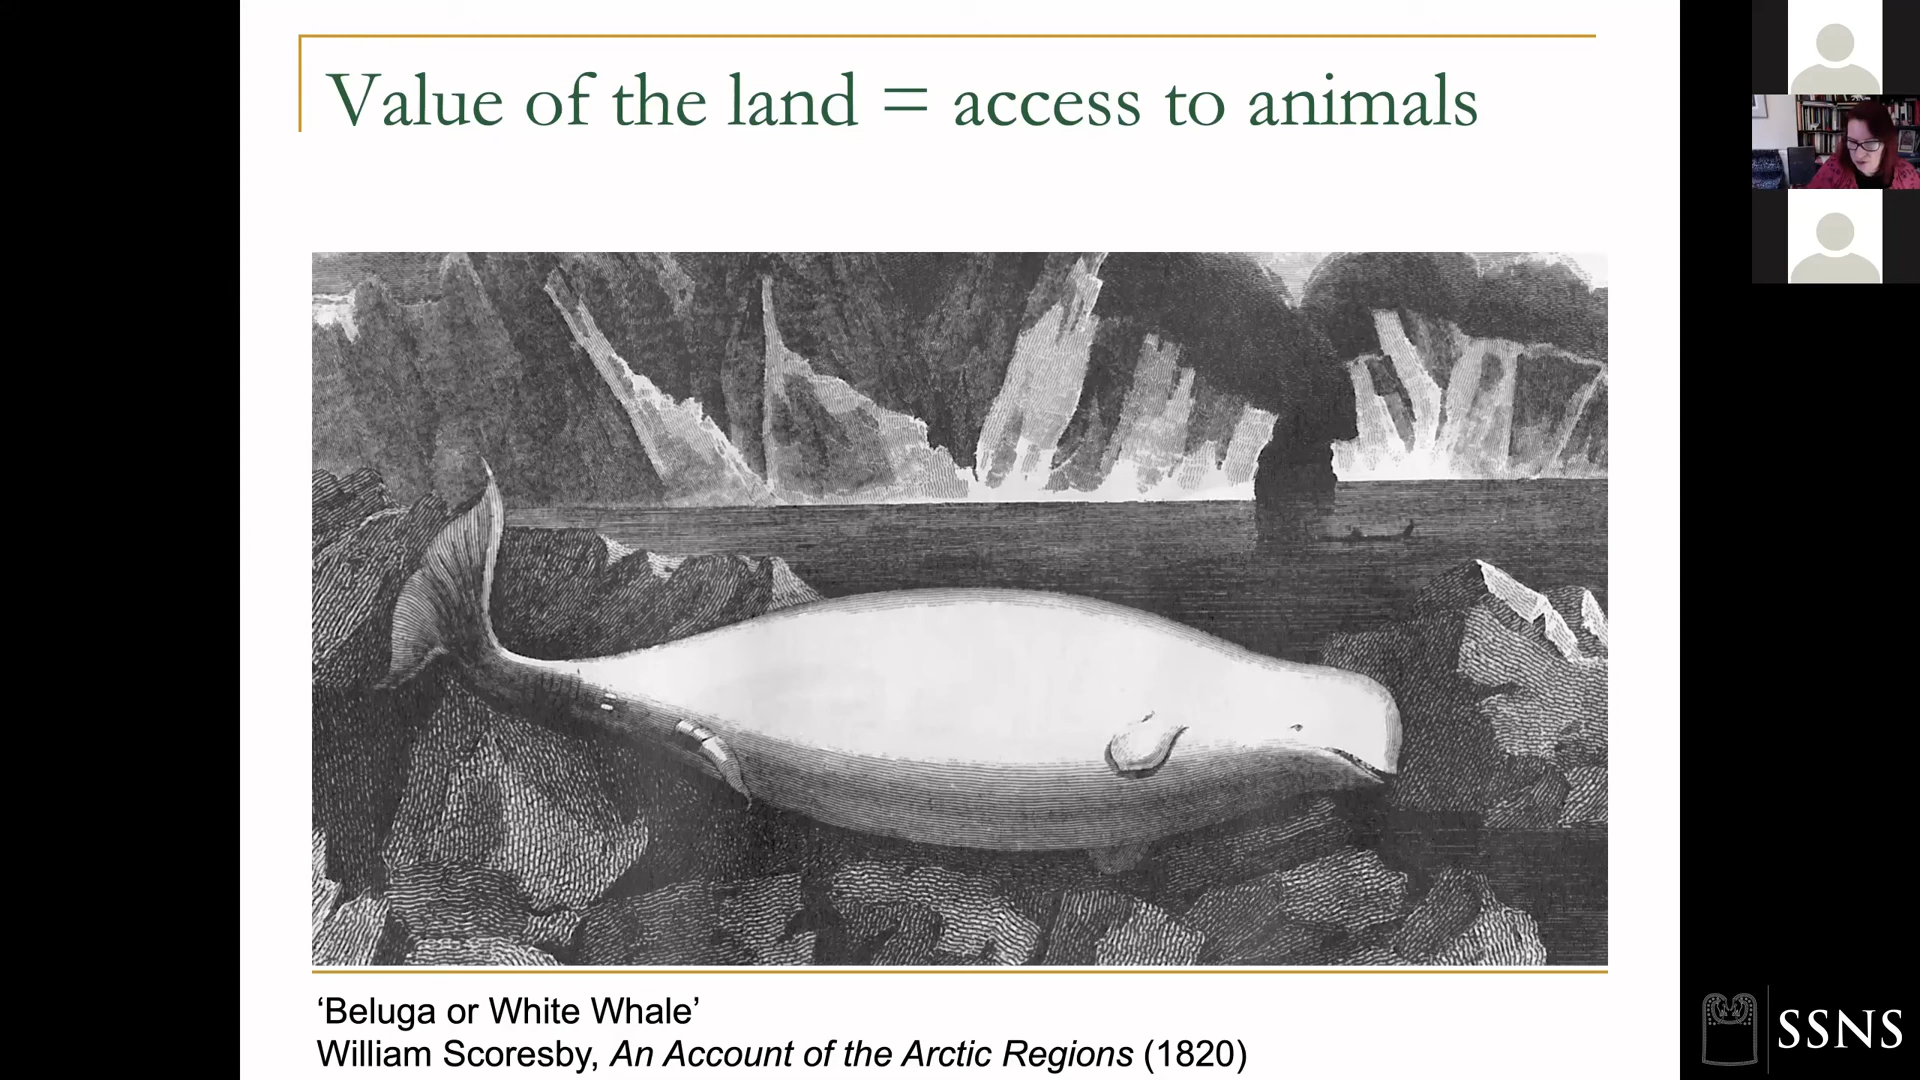 Value of the land = access to animals
‘Beluga or White Whale’
William Scoresby, An Account of the Arctic Regions (1820)
SSNS